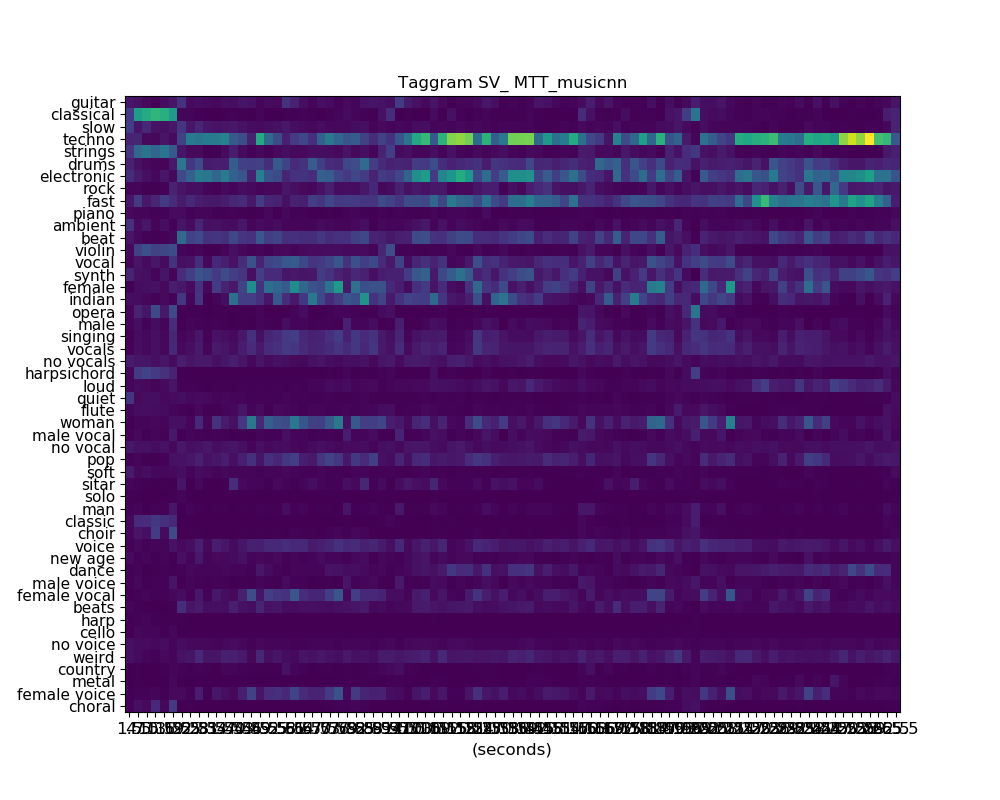 Taggram SV_ MTT_musicnn
guitar
classical
slow
techno
strings
drums
electronic
rock
fast
piano
ambient
beat
violin
vocal
synth
female
indian
opera
male
singing
vocals
no vocals
harpsichord
loud
quiet
flute
woman
male vocal
no vocal
pop
soft
sitar
solo
man
classic
choir
voice
new age
dance
male voice
female vocal
beats
harp
cello
no voice
weird
country
metal
female voice
choral
(seconds)